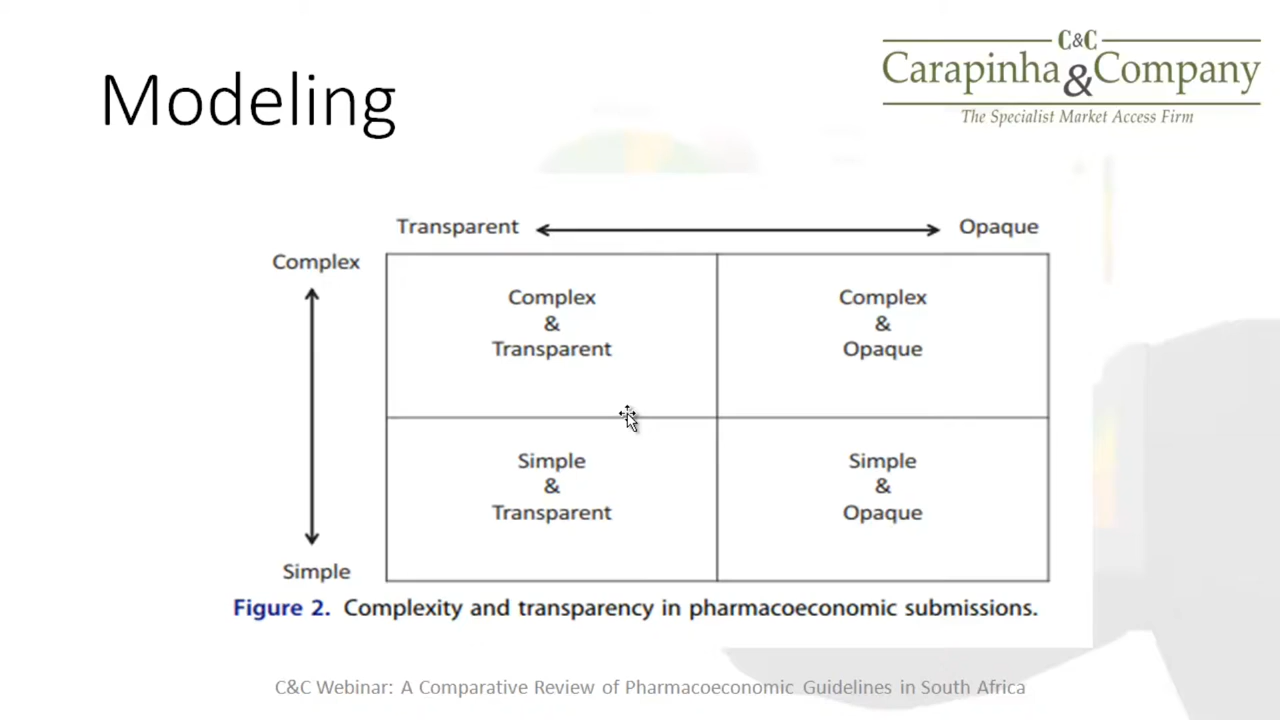 Modeling
C&C
Carapinha & Company
The Specialist Market Access Firm
Transparent
Opaque
Complex
Simple
Complex
&
Transparent
Complex
&
Opaque
Simple
&
Transparent
Simple
&
Opaque
Figure 2. Complexity and transparency in pharmacoeconomic submissions.
C&C Webinar: A Comparative Review of Pharmacoeconomic Guidelines in South Africa